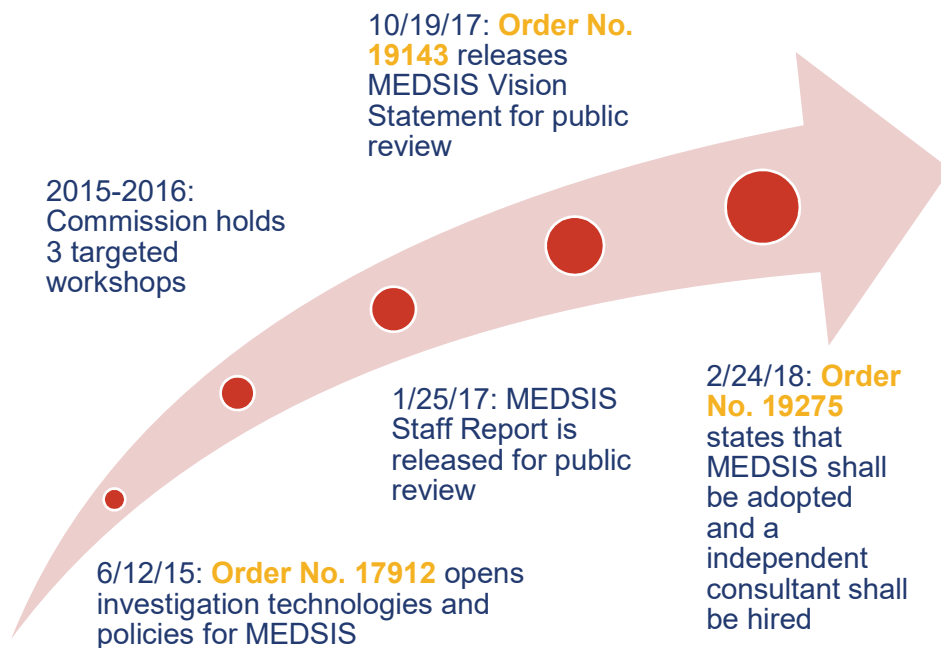 10/19/17: Order No.
19143 releases
MEDSIS Vision
Statement for public
review
2015-2016:
Commission holds
3 targeted
workshops
1/25/17: MEDSIS
Staff Report is
released for public
review
2/24/18: Order
No. 19275
states that
MEDSIS shall
be adopted
and a
independent
consultant shall
be hired
6/12/15: Order No. 17912 opens
investigation technologies and
policies for MEDSIS